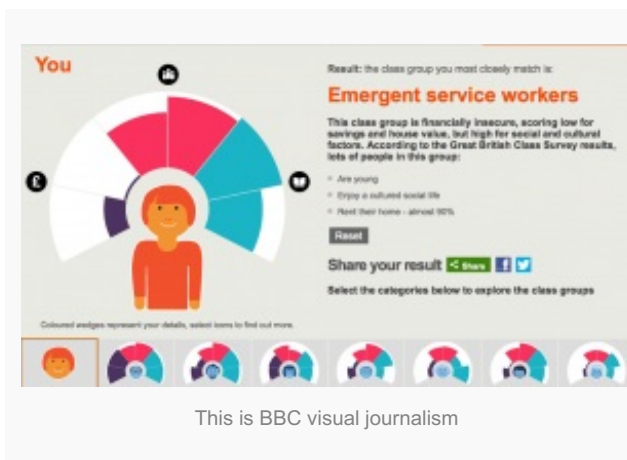 You
£
Result: the class group you most closely match is:
Emergent service workers
This class group is financially insecure, scoring low for
savings and house value, but high for social and cultural
factors. According to the Great British Class Survey results,
lots of people in this group:
Are young
Enjoy a cultured social life
Rent their home - almost 90%
Reset
Share your result Share f
Select the categories below to explore the class groups
Coloured wedges represent your details, select icons to find out more.
This is BBC visual journalism